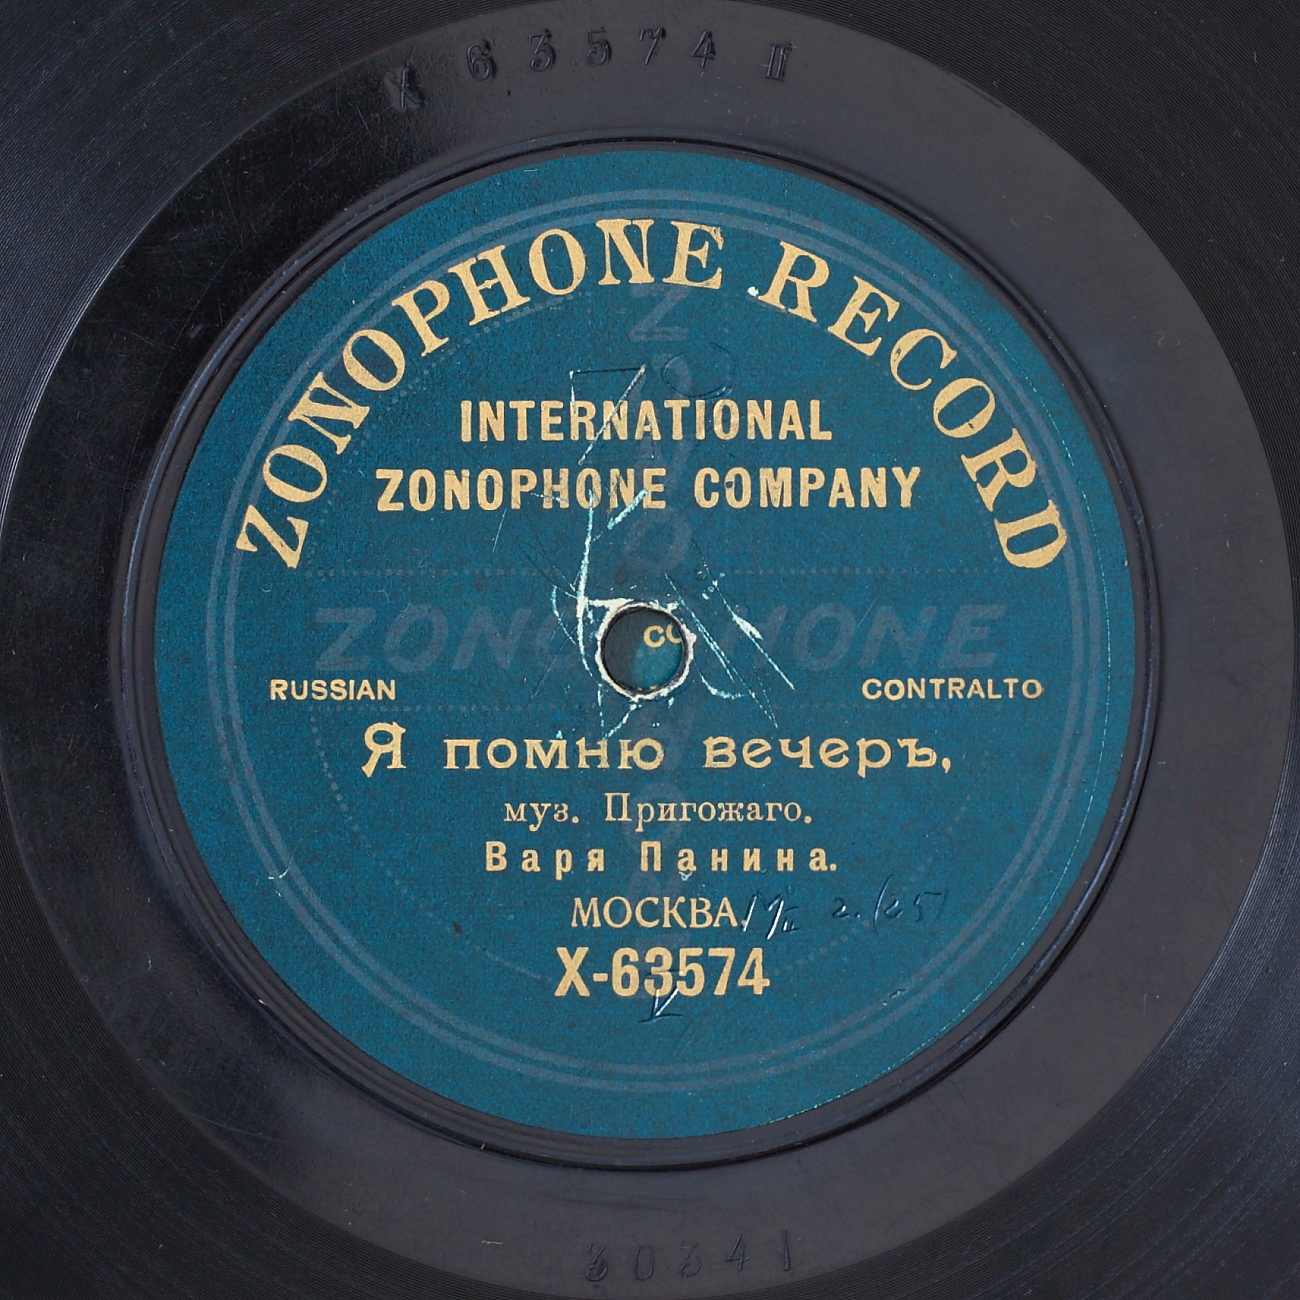 X 63574 II
ZONOPHONE RECORD
INTERNATIONAL
ZONOPHONE COMPANY
ZONOPHONE
RUSSIAN
CONTRALTO
Я помню вечеръ,
муз. Пригожаго.
Варя Панина.
МОСКВА.
X-63574
30341